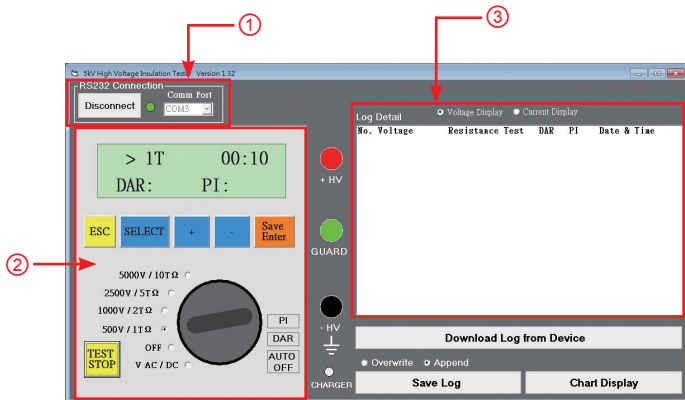 ①
③
5kV High Voltage Insulation Tester Version 1.32
RS232 Connection
Comm Port
Disconnect
COM3
Log Detail
Voltage Display
Current Display
No. Voltage Resistance Test DAR PI Date & Time
> 1T 00:10
DAR: PI:
+ HV
ESC
SELECT
+
-
Save
Enter
GUARD
②
5000V / 10TΩ
2500V / 5TΩ
1000V / 2TΩ
500V / 1TΩ
OFF
V AC / DC
TEST
STOP
PI
DAR
AUTO
OFF
- HV
CHARGER
Download Log from Device
Overwrite
Append
Save Log
Chart Display